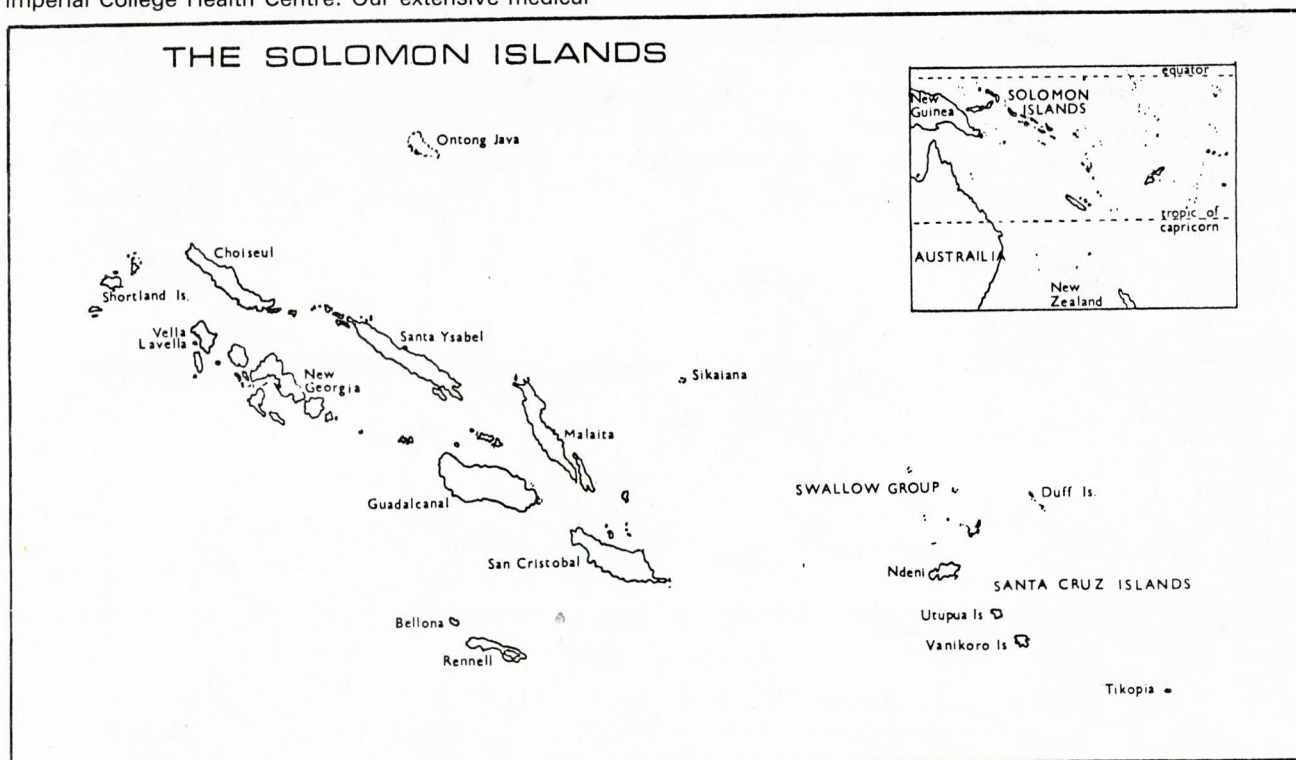 Imperial College Health Centre. Our extensive medical
THE SOLOMON ISLANDS
equator
New
Guinea
SOLOMON
ISLANDS
tropic of
capricorn
AUSTRAILIA
New
Zealand
Ontong Java
Choiseul
Shortland Is.
Vella
Lavella
Santa Ysabel
New
Georgia
Sikaiana
Malaita
Guadalcanal
SWALLOW GROUP
Duff Is.
San Cristobal
Ndeni
SANTA CRUZ ISLANDS
Bellona
Utupua Is
Rennell
Vanikoro Is
Tikopia